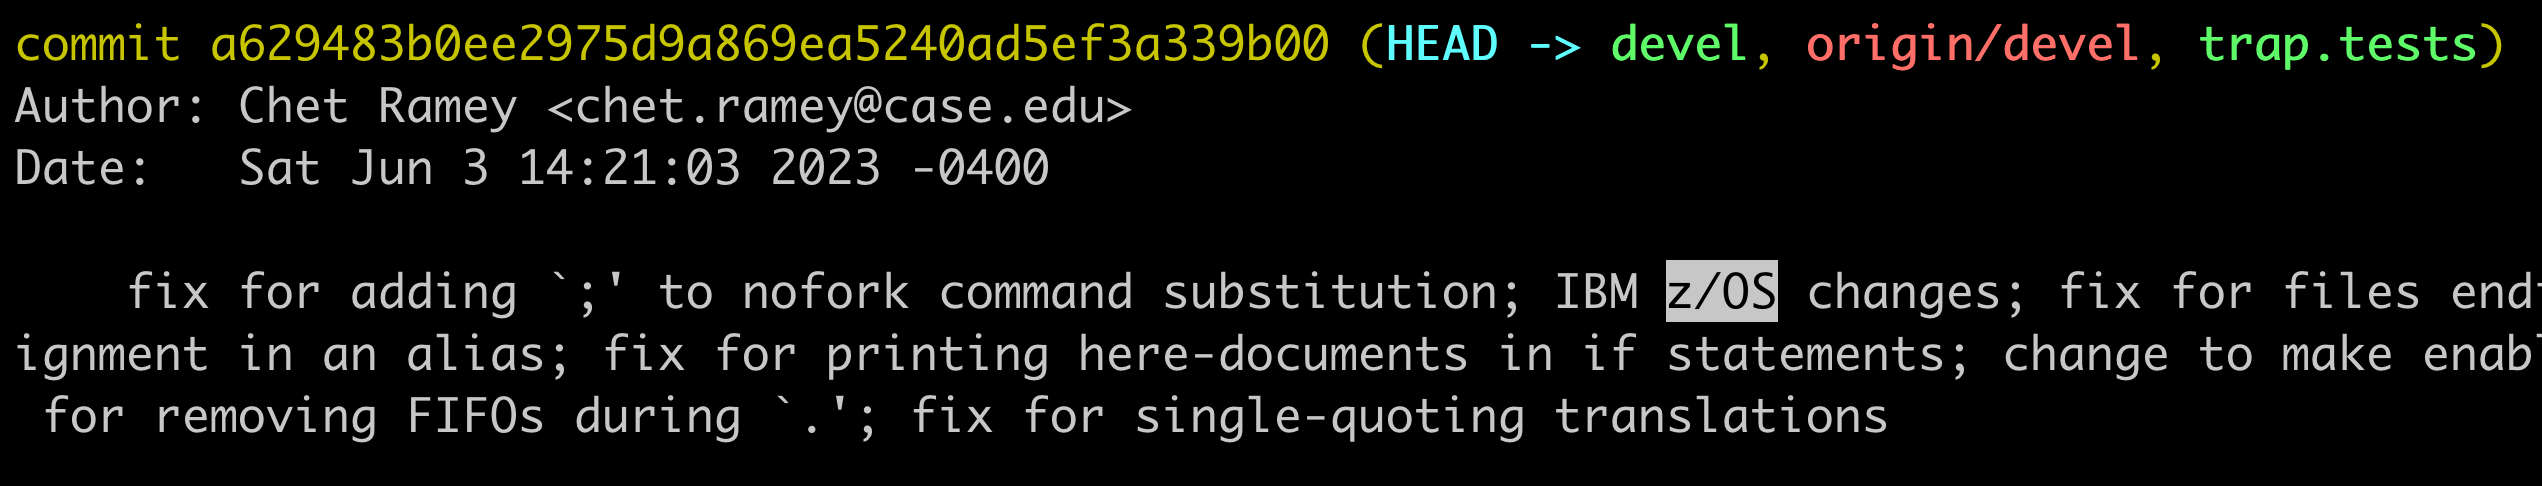 commit a629483b0ee2975d9a869ea5240ad5ef3a339b00 (HEAD -> devel, origin/devel, trap.tests)
Author: Chet Ramey <chet.ramey@case.edu>
Date:   Sat Jun 3 14:21:03 2023 -0400
fix for adding `;' to nofork command substitution; IBM z/OS changes; fix for files
ignment in an alias; fix for printing here-documents in if statements; change to make
for removing FIFOs during `.'; fix for single-quoting translations